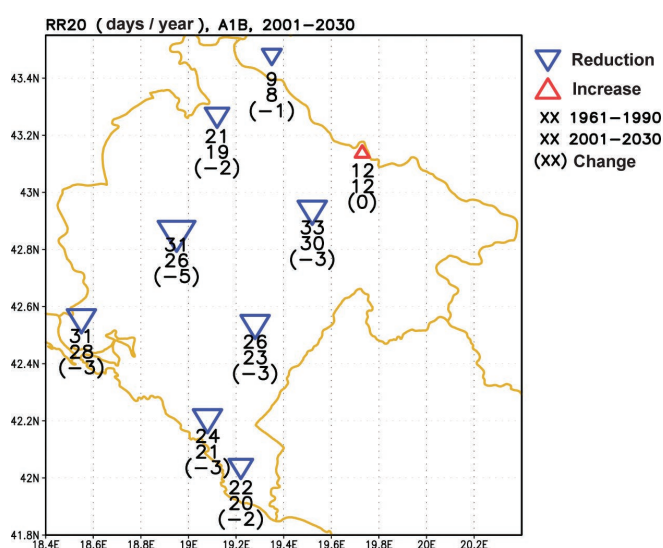 RR20 (days / year), A1B, 2001−2030
Reduction
Increase
XX 1961−1990
XX 2001−2030
(XX) Change
43.4N
43.2N
43N
42.8N
42.6N
42.4N
42.2N
42N
41.8N
9
8
(−1)
21
19
(−2)
12
12
(0)
33
30
(−3)
31
26
(−5)
31
28
(−3)
26
23
(−3)
24
21
(−3)
22
20
(−2)
18.4E 18.6E 18.8E 19E 19.2E 19.4E 19.6E 19.8E 20E 20.2E